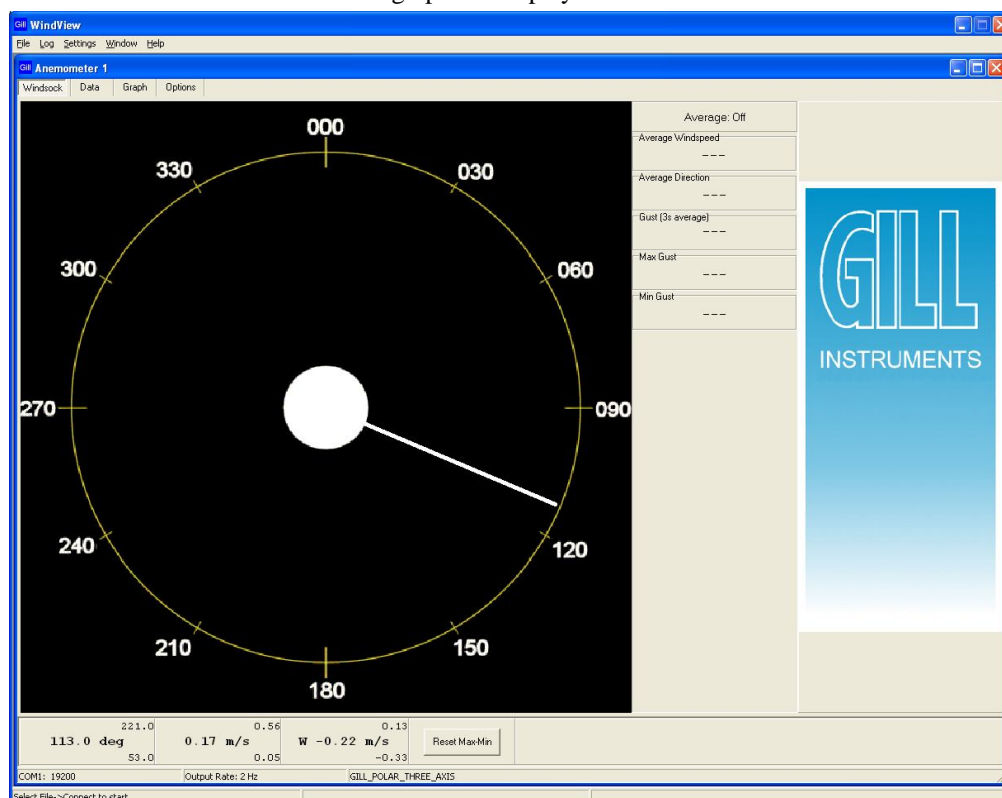 WindView
File Log Settings Window Help
Gill Anemometer 1
Windsock Data Graph Options
000
330
030
300
060
270
090
240
120
210
150
180
Average: Off
Average Windspeed
---
Average Direction
---
Gust (3s average)
---
Max Gust
---
Min Gust
---
GILL
INSTRUMENTS
221.0
113.0 deg
53.0
0.56
0.17 m/s
0.05
0.13
W -0.22 m/s
-0.33
Reset Max-Min
COM1: 19200 Output Rate: 2 Hz GILL_POLAR_THREE_AXIS
Select File->Connect to start